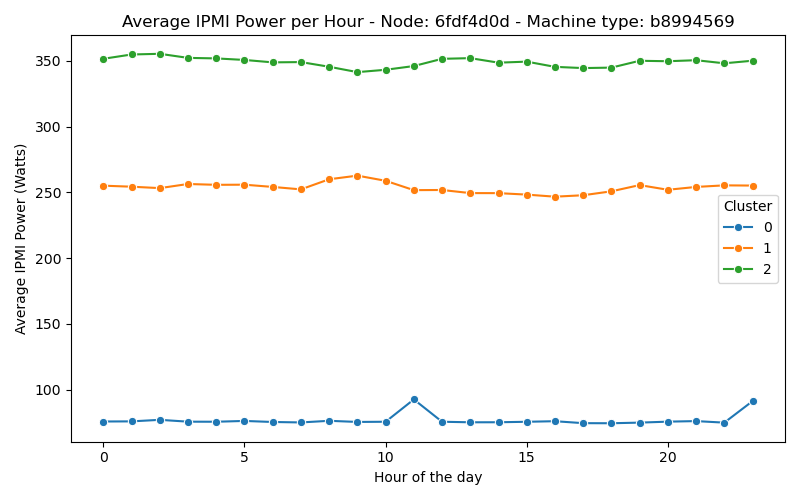 Average IPMI Power per Hour - Node: 6fdf4d0d - Machine type: b8994569
Average IPMI Power (Watts)
350
300
250
200
150
100
Cluster
0
1
2
0 5 10 15 20
Hour of the day